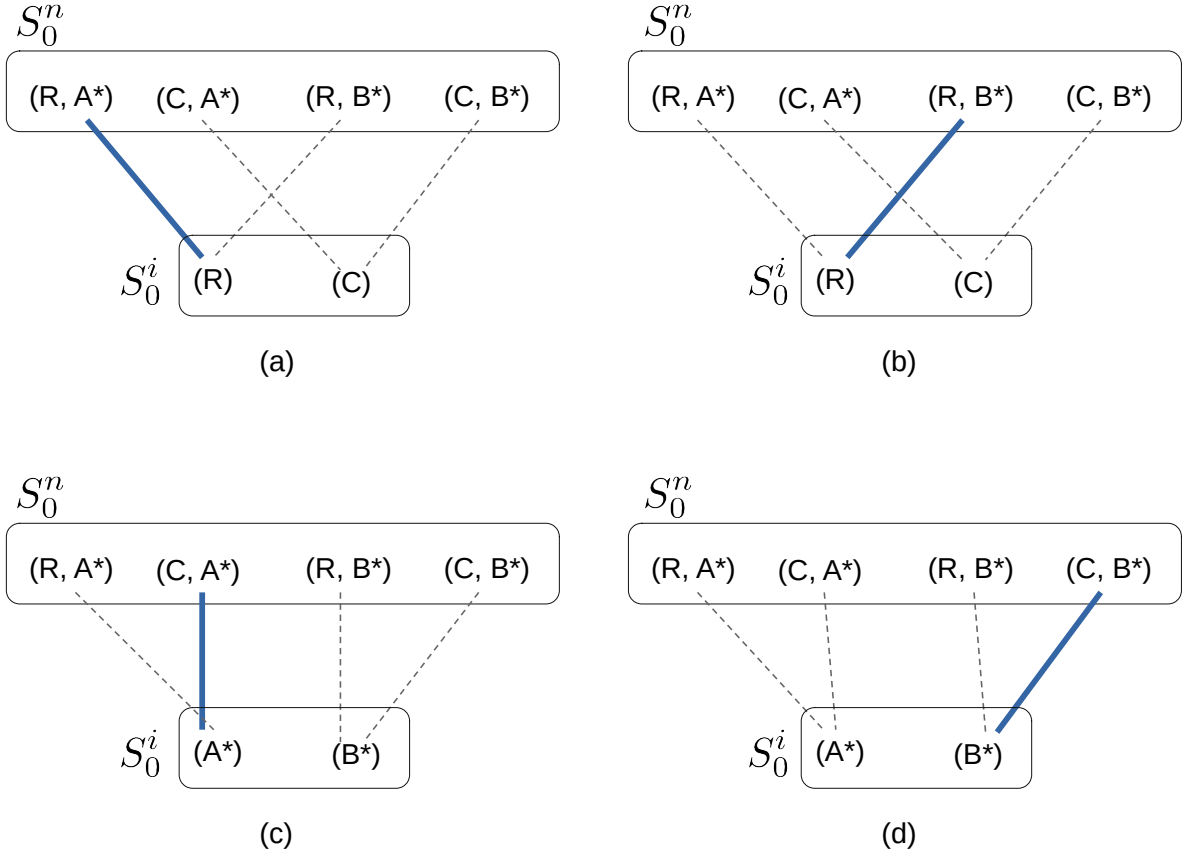 $S_0^n$ $S_0^n$
(R, A*) (C, A*) (R, B*) (C, B*) (R, A*) (C, A*) (R, B*) (C, B*)
$S_0^i$ (R) (C) $S_0^i$ (R) (C)
(a) (b)
$S_0^n$ $S_0^n$
(R, A*) (C, A*) (R, B*) (C, B*) (R, A*) (C, A*) (R, B*) (C, B*)
$S_0^i$ (A*) (B*) $S_0^i$ (A*) (B*)
(c) (d)